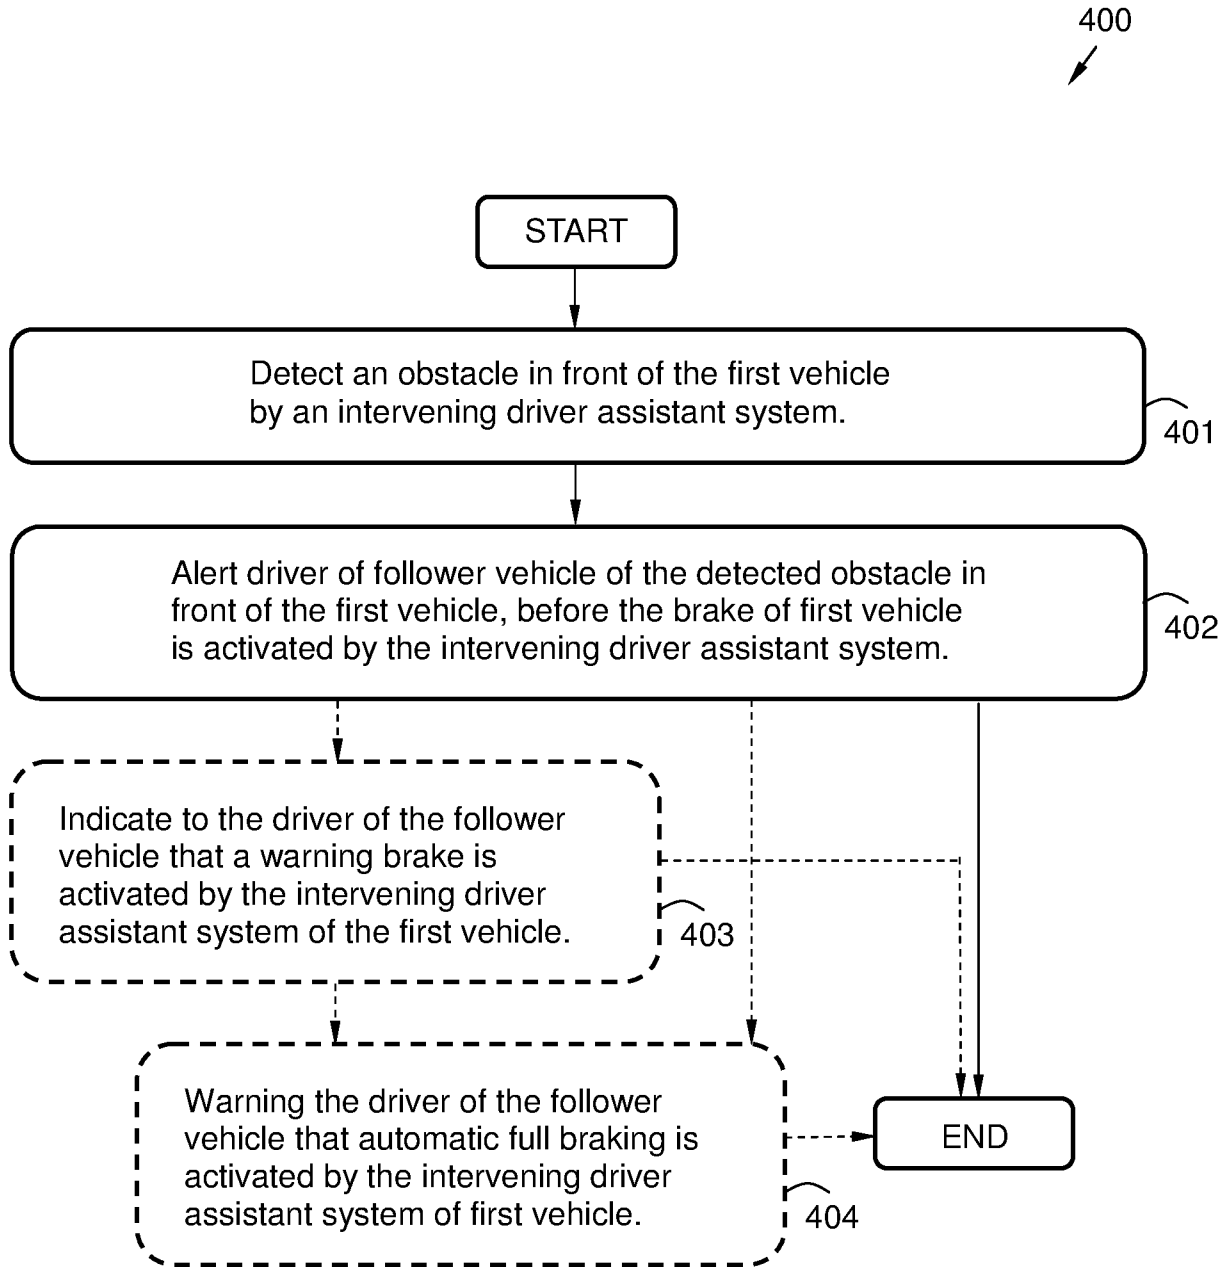 400
START
Detect an obstacle in front of the first vehicle
by an intervening driver assistant system.
401
Alert driver of follower vehicle of the detected obstacle in
front of the first vehicle, before the brake of first vehicle
is activated by the intervening driver assistant system.
402
Indicate to the driver of the follower
vehicle that a warning brake is
activated by the intervening driver
assistant system of the first vehicle.
403
Warning the driver of the follower
vehicle that automatic full braking is
activated by the intervening driver
assistant system of first vehicle.
404
END